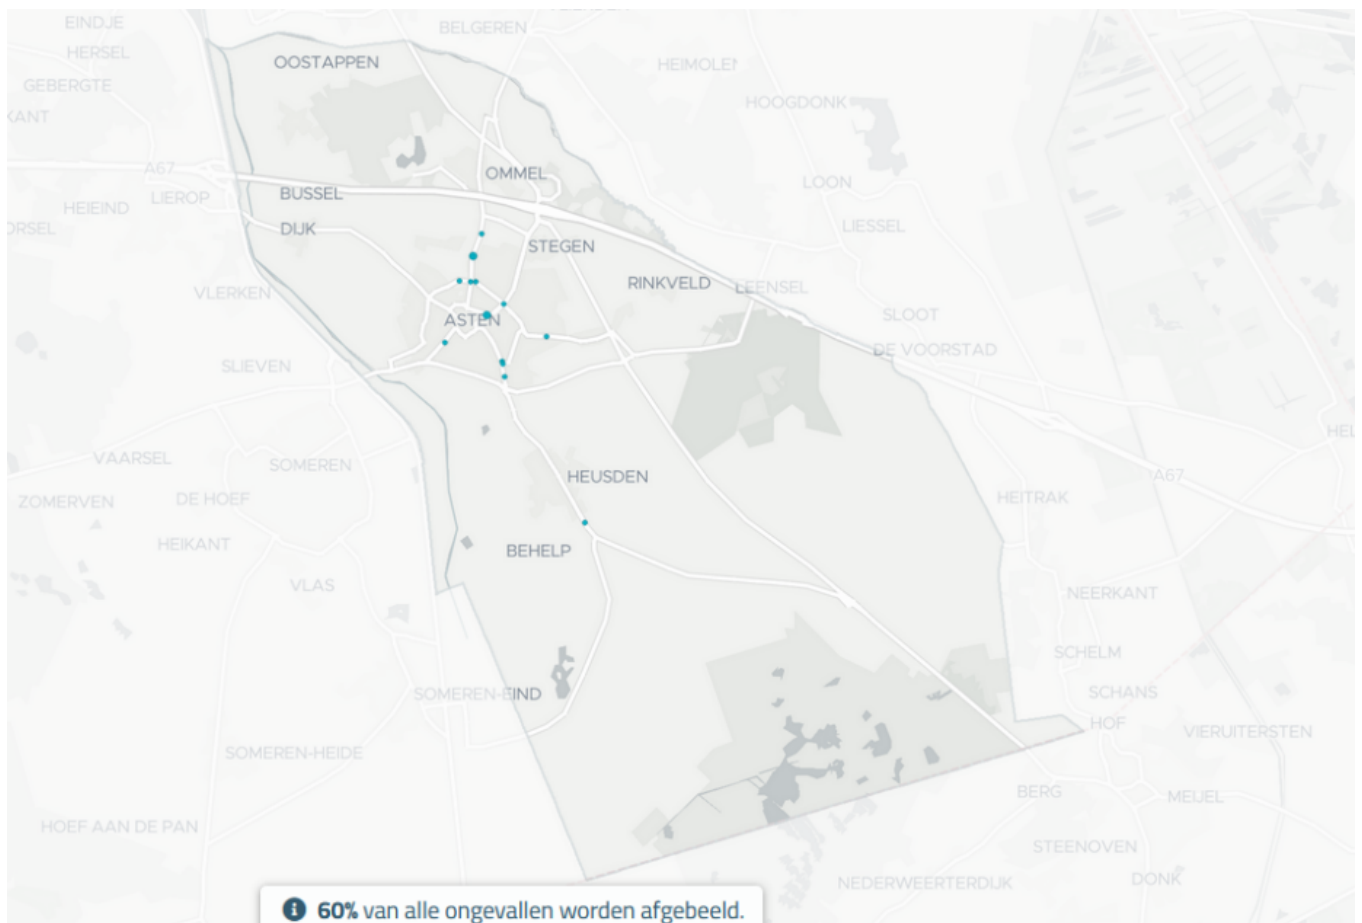 EINDJE
BELGEREN
HERSEL
OOSTAPPEN
HEIMOLEN
GEBERGTE
HOOGDONK
KANT
A67
OMMEL
LOON
BUSSEL
LIEROP
HEIEIND
DIJK
LIESSEL
ORSEL
STEGEN
RINKVELD
LEENSEL
VLERKEN
SLOOT
ASTEN
DE VOORSTAD
SLIEVEN
HEL
VAARSEL
SOMEREN
HEUSDEN
A67
ZOMERVEN
DE HOEF
HEITRAK
HEIKANT
BEHELP
VLAS
NEERKANT
SCHELM
SOMEREN-EIND
SCHANS
HOF
VIERUITERSTEN
SOMEREN-HEIDE
BERG
MEIJEL
HOEF AAN DE PAN
STEENOVEN
DONK
NEDERWEERTERDIJK
60% van alle ongevallen worden afgebeeld.